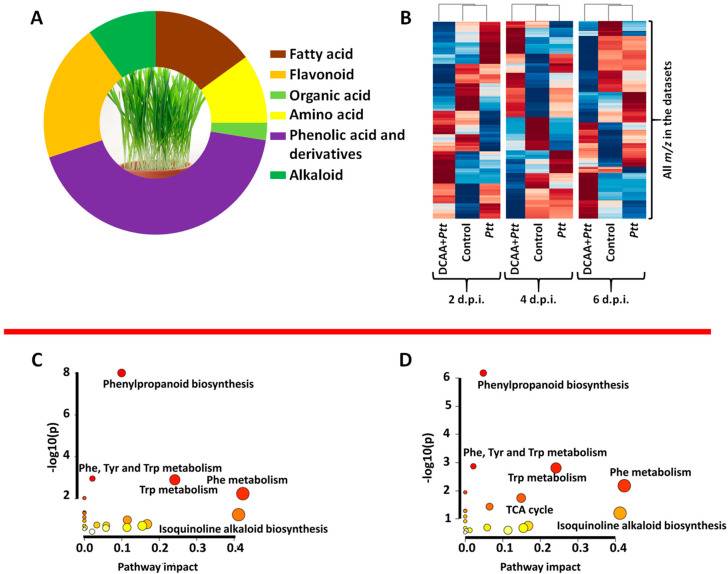 A
Fatty acid
Flavonoid
Organic acid
Amino acid
Phenolic acid and
derivatives
Alkaloid
B
All m/z in the datasets
DCAA+Ptt
Control
Ptt
DCAA+Ptt
Control
Ptt
DCAA+Ptt
Control
Ptt
2 d.p.i.
4 d.p.i.
6 d.p.i.
C
-log10(p)
8
8
4
2
Phenylpropanoid biosynthesis
Phe, Tyr and Trp metabolism
Trp metabolism
Phe metabolism
Isoquinoline alkaloid biosynthesis
0.0
0.1
0.2
0.3
0.4
Pathway impact
D
-log10(p)
6
5
4
3
2
1
Phenylpropanoid biosynthesis
Phe, Tyr and Trp metabolism
Trp metabolism
Phe metabolism
TCA cycle
Isoquinoline alkaloid biosynthesis
0.0
0.1
0.2
0.3
0.4
Pathway impact